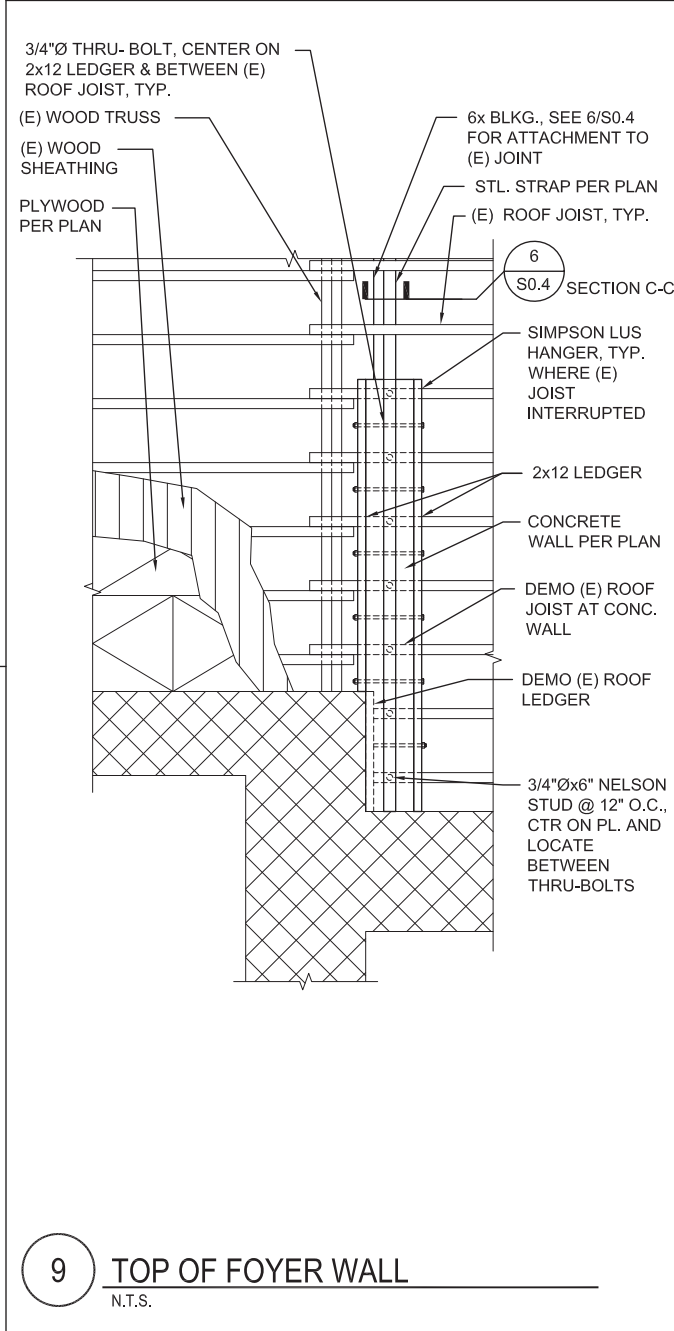 3/4"Ø THRU- BOLT, CENTER ON
2x12 LEDGER & BETWEEN (E)
ROOF JOIST, TYP.
(E) WOOD TRUSS
(E) WOOD
SHEATHING
PLYWOOD
PER PLAN
6x BLKG., SEE 6/S0.4
FOR ATTACHMENT TO
(E) JOINT
STL. STRAP PER PLAN
(E) ROOF JOIST, TYP.
6
S0.4
SECTION C-C
SIMPSON LUS
HANGER, TYP.
WHERE (E)
JOIST
INTERRUPTED
2x12 LEDGER
CONCRETE
WALL PER PLAN
DEMO (E) ROOF
JOIST AT CONC.
WALL
DEMO (E) ROOF
LEDGER
3/4"Øx6" NELSON
STUD @ 12" O.C.,
CTR ON PL. AND
LOCATE
BETWEEN
THRU-BOLTS
9 TOP OF FOYER WALL
N.T.S.